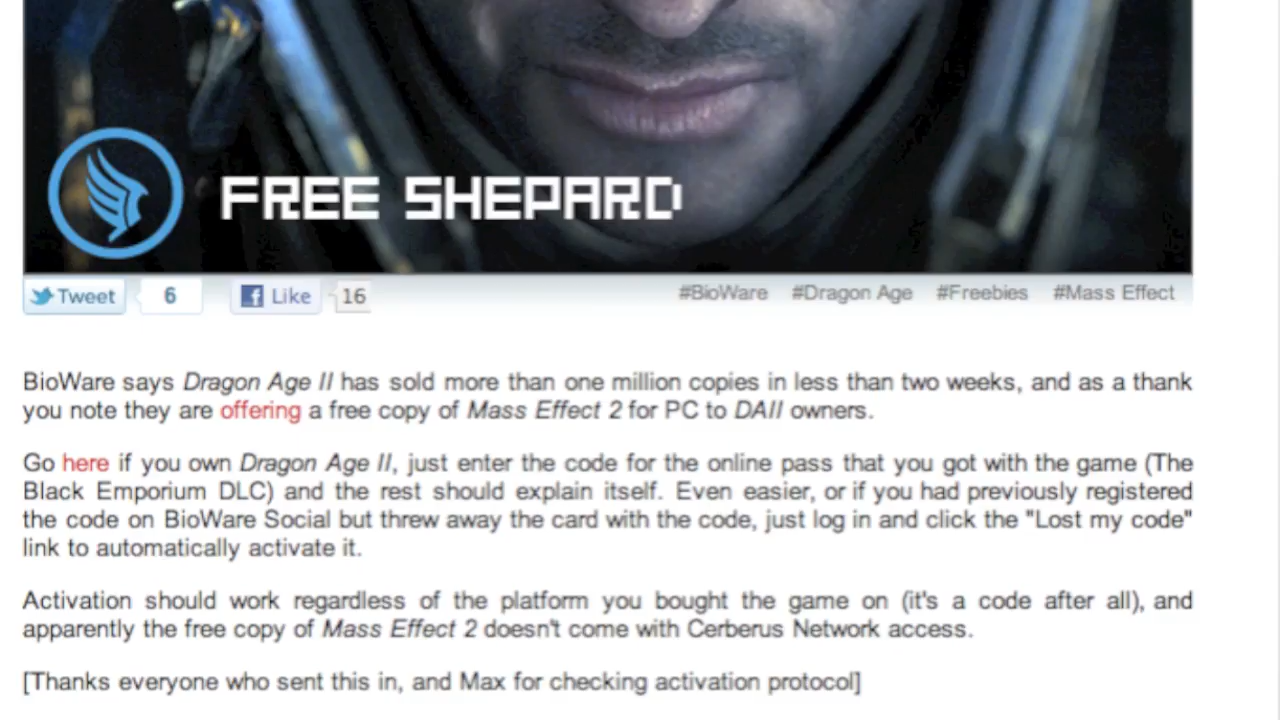 FREE SHEPARD
Tweet 6 Like 16 #BioWare #Dragon Age #Freebies #Mass Effect
BioWare says Dragon Age II has sold more than one million copies in less than two weeks, and as a thank
you note they are offering a free copy of Mass Effect 2 for PC to DAII owners.
Go here if you own Dragon Age II, just enter the code for the online pass that you got with the game (The
Black Emporium DLC) and the rest should explain itself. Even easier, or if you had previously registered
the code on BioWare Social but threw away the card with the code, just log in and click the "Lost my code"
link to automatically activate it.
Activation should work regardless of the platform you bought the game on (it's a code after all), and
apparently the free copy of Mass Effect 2 doesn't come with Cerberus Network access.
[Thanks everyone who sent this in, and Max for checking activation protocol]